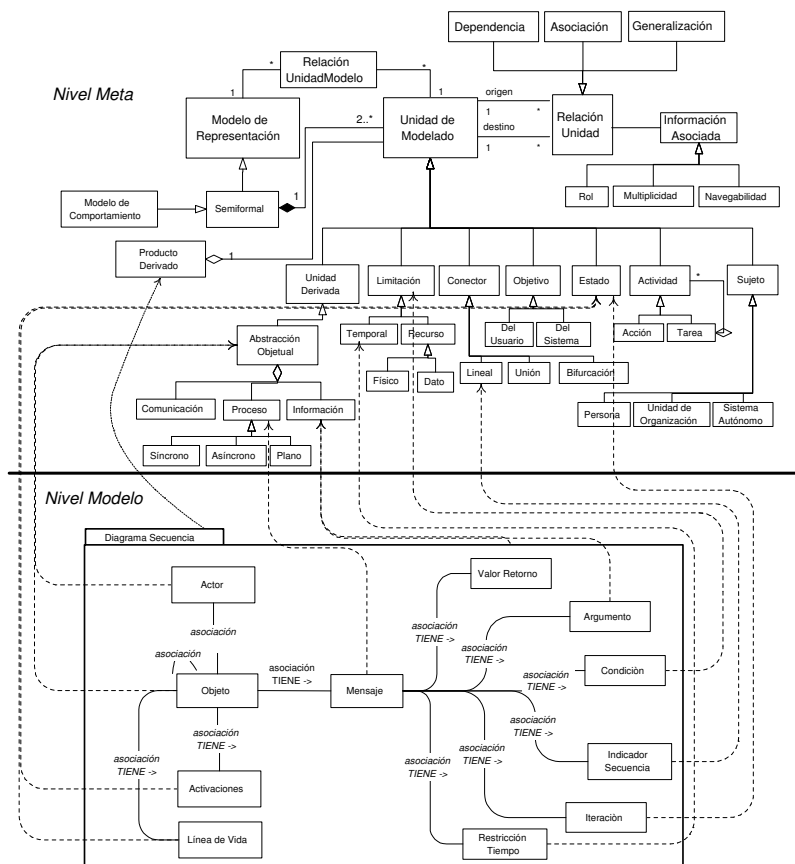 Dependencia
Asociación
Generalización
Relación
UnidadModelo
*
*
Nivel Meta
1
1
origen
1
*
destino
1
*
Modelo de
Representación
2..*
Unidad de
Modelado
Relación
Unidad
Información
Asociada
Rol
Multiplicidad
Navegabilidad
Modelo de
Comportamiento
Semiformal
1
Producto
Derivado
1
Unidad
Derivada
Limitación
Conector
Objetivo
Estado
Actividad
*
Sujeto
Abstracción
Objetual
Temporal
Recurso
Del
Usuario
Del
Sistema
Acción
Tarea
Físico
Dato
Lineal
Unión
Bifurcación
Comunicación
Proceso
Información
Persona
Unidad de
Organización
Sistema
Autónomo
Síncrono
Asíncrono
Plano
Nivel Modelo
Diagrama Secuencia
Actor
Valor Retorno
asociación
asociación
TIENE ->
asociación
TIENE ->
Argumento
asociación
asociación
TIENE ->
asociación
TIENE ->
Condiciòn
Objeto
Mensaje
asociación
TIENE ->
asociación
TIENE ->
asociación
TIENE ->
asociación
TIENE ->
asociación
TIENE ->
Indicador
Secuencia
Activaciones
Iteraciòn
Línea de Vida
Restricción
Tiempo